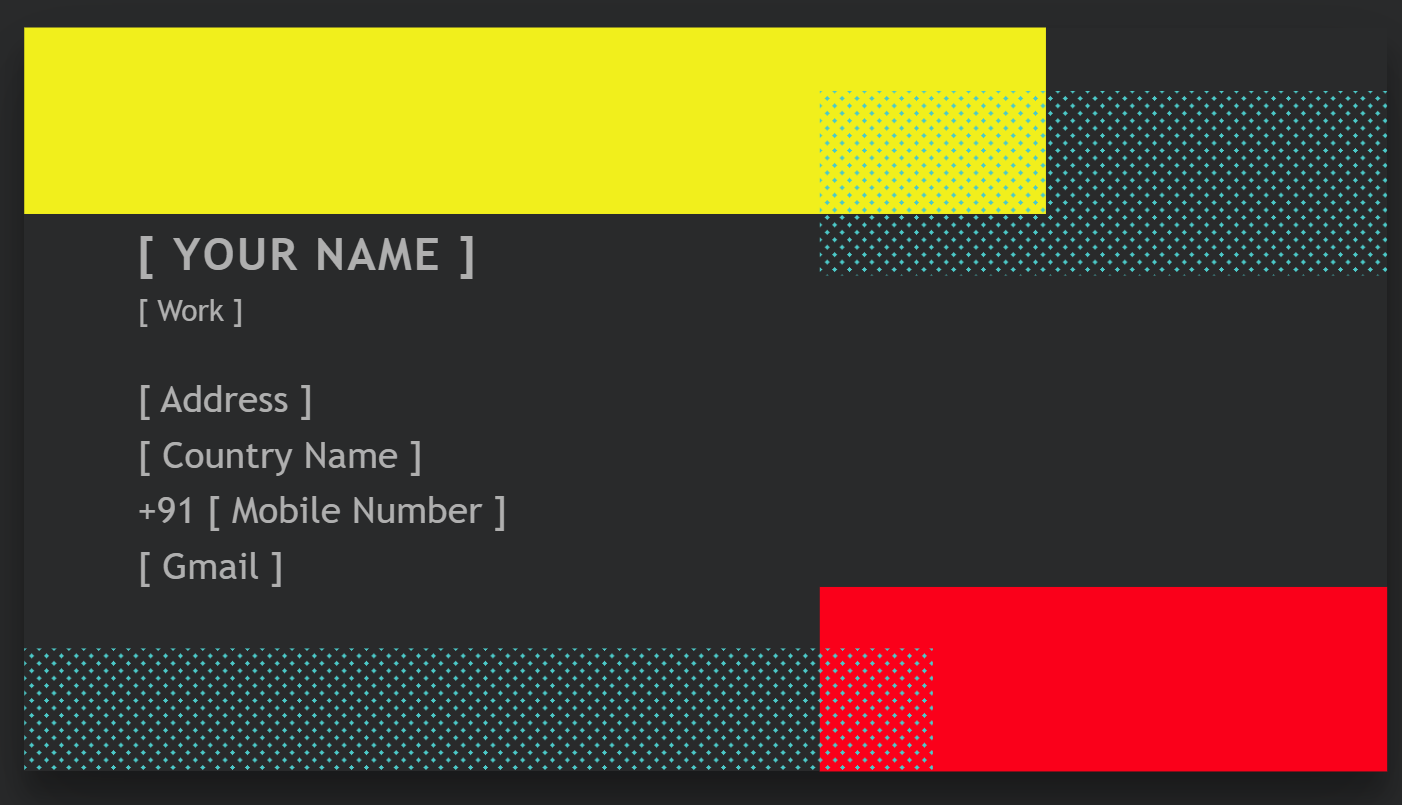 [ YOUR NAME ]
[ Work ]
[ Address ]
[ Country Name ]
+91 [ Mobile Number ]
[ Gmail ]